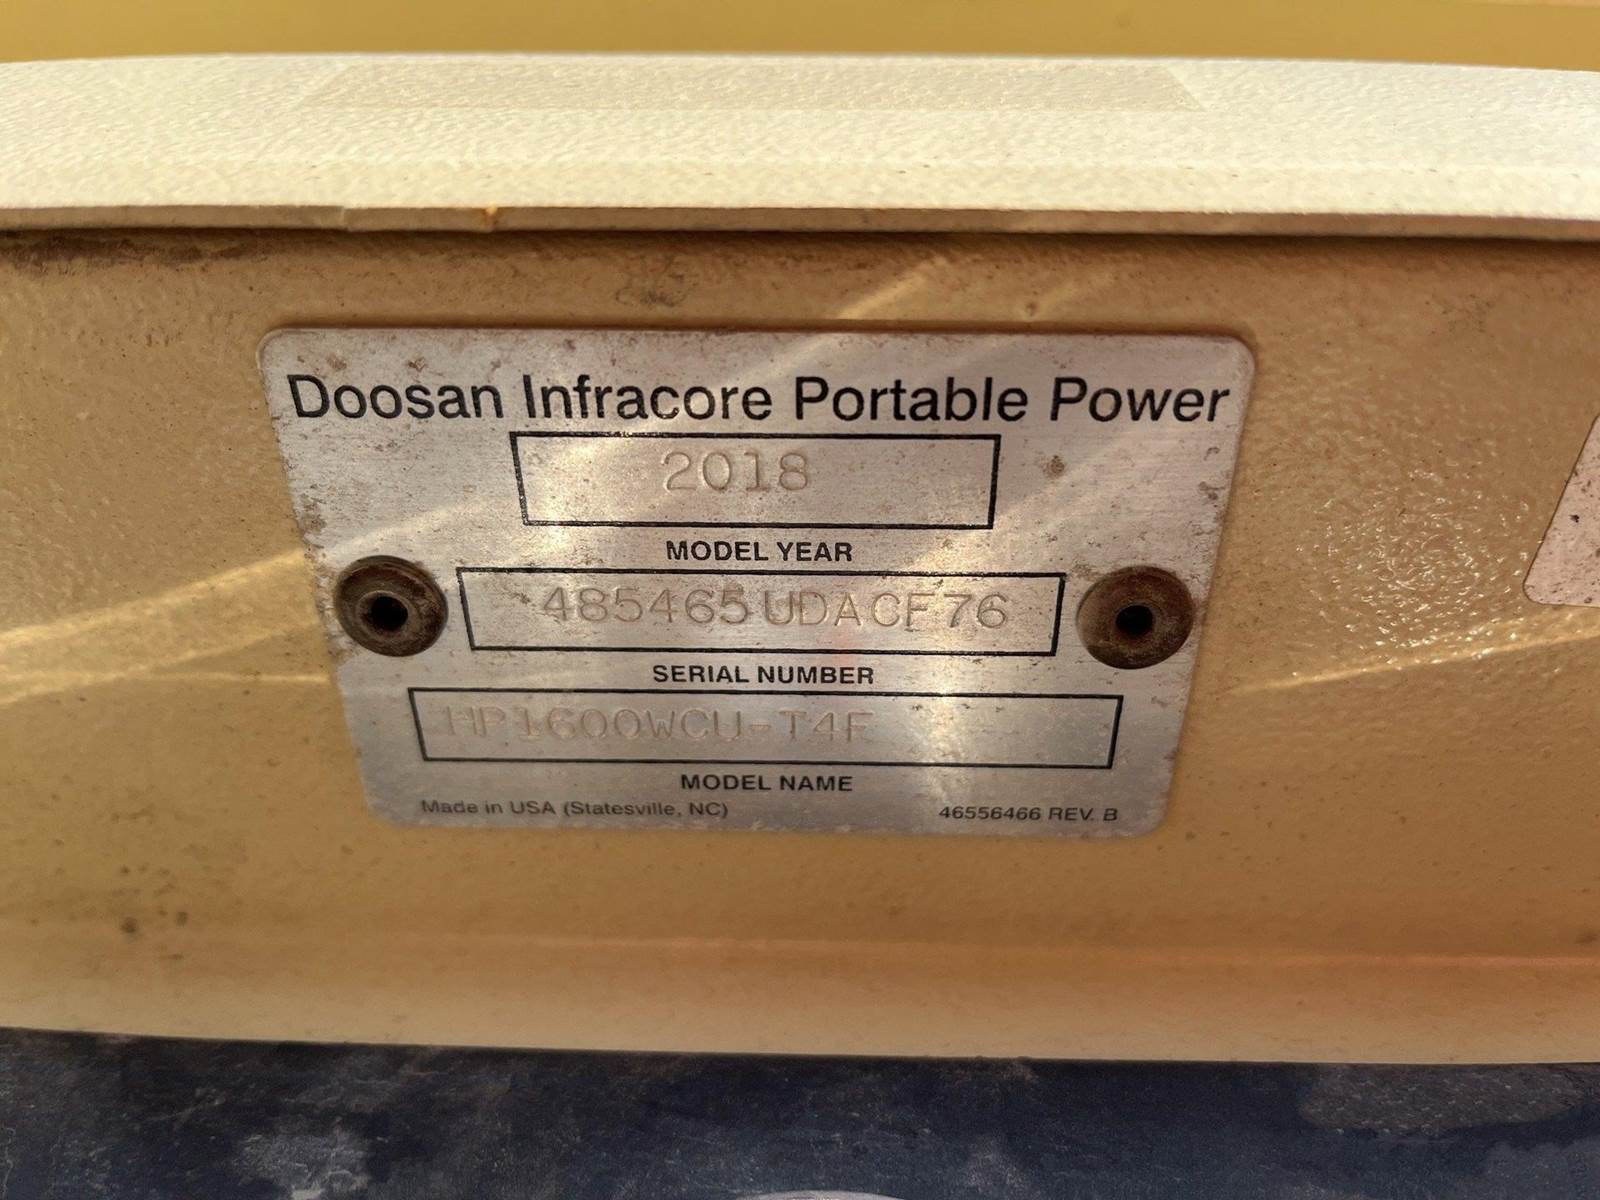 Doosan Infracore Portable Power
2018
MODEL YEAR
485465UDACF76
SERIAL NUMBER
HP1600WCU-T4F
MODEL NAME
Made in USA (Statesville, NC)
46556466 REV. B